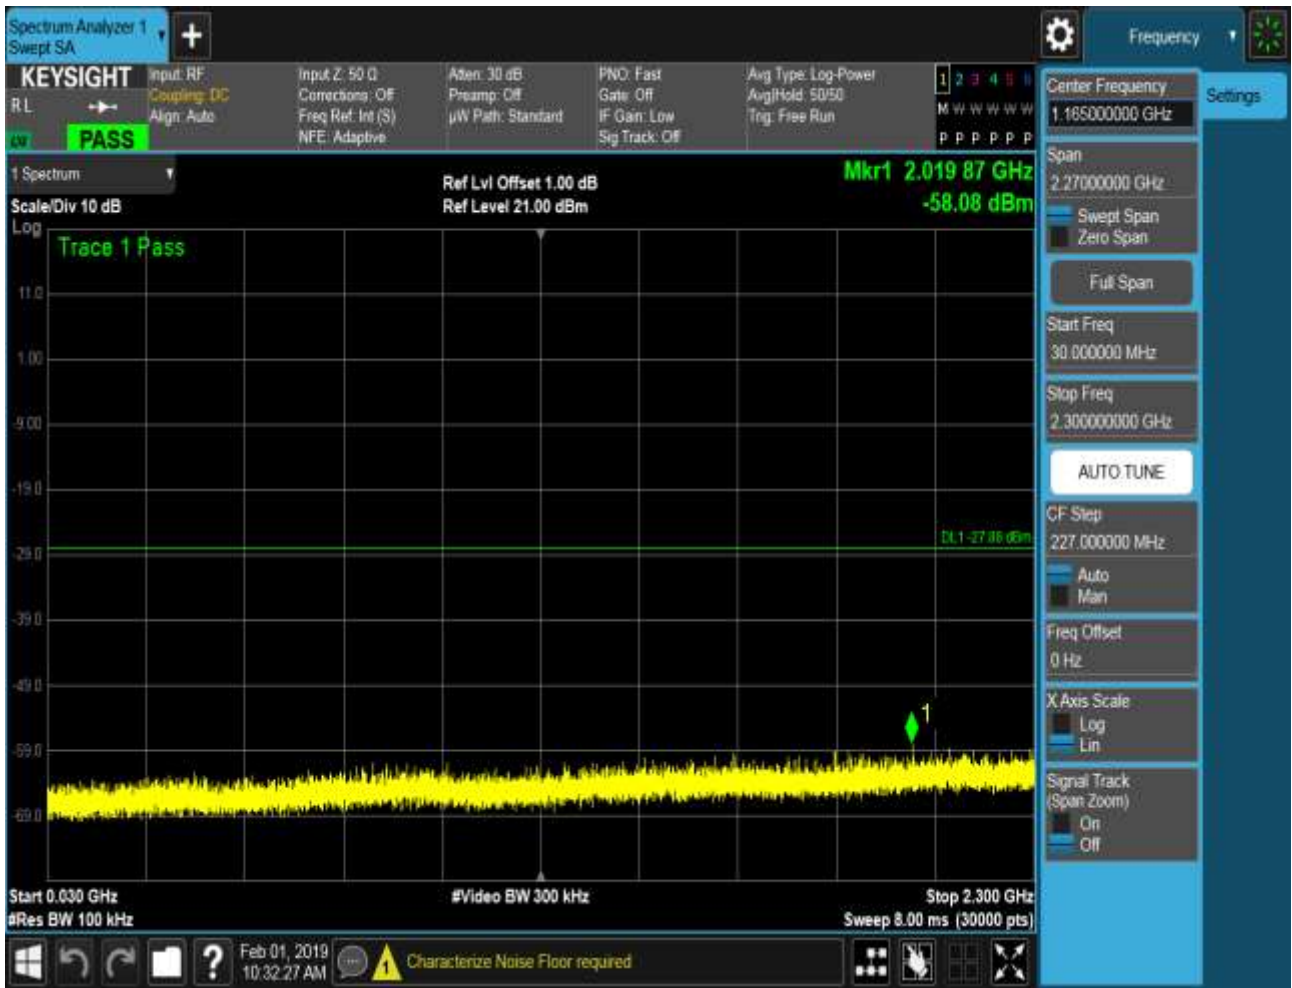 Spectrum Analyzer 1
Swept SA
Frequency
KEYSIGHT
RL
PASS
Input: RF
Coupling: DC
Align: Auto
Input Z: 50 Ω
Corrections: Off
Freq Ref: Int (S)
NFE: Adaptive
Atten: 30 dB
Preamp: Off
µW Path: Standard
PNO: Fast
Gate: Off
IF Gain: Low
Sig Track: Off
Avg Type: Log-Power
Avg|Hold: 50/50
Trig: Free Run
1 2 3 4 5 6
M W W W W W
P P P P P P
1 Spectrum
Scale/Div 10 dB
Log
Ref Lvl Offset 1.00 dB
Ref Level 21.00 dBm
Mkr1 2.019 87 GHz
-58.08 dBm
Trace 1 Pass
11.0
1.00
-9.00
-19.0
DL1 -27.86 dBm
-29.0
-39.0
-49.0
1
-59.0
-69.0
Start 0.030 GHz
#Res BW 100 kHz
#Video BW 300 kHz
Stop 2.300 GHz
Sweep 8.00 ms (30000 pts)
Feb 01, 2019
10:32:27 AM
Characterize Noise Floor required
Center Frequency
1.165000000 GHz
Span
2.27000000 GHz
Swept Span
Zero Span
Full Span
Start Freq
30.000000 MHz
Stop Freq
2.300000000 GHz
AUTO TUNE
CF Step
227.000000 MHz
Auto
Man
Freq Offset
0 Hz
X Axis Scale
Log
Lin
Signal Track
(Span Zoom)
On
Off
Settings